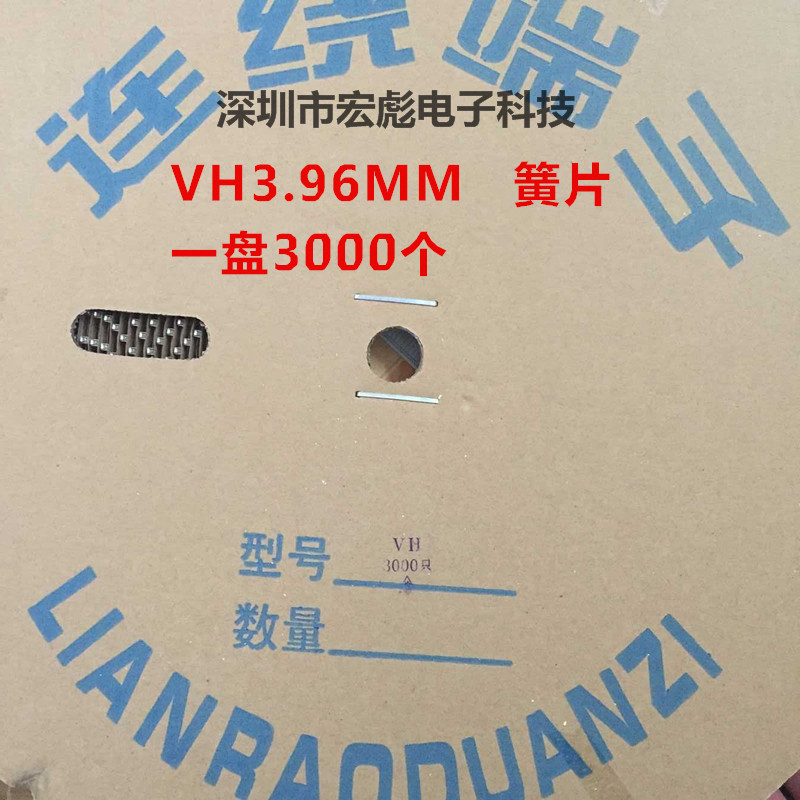 连绕端子
深圳市宏彪电子科技
VH3.96MM 簧片
一盘3000个
型号
VH
3000只
数量
LIANRAODUANZI